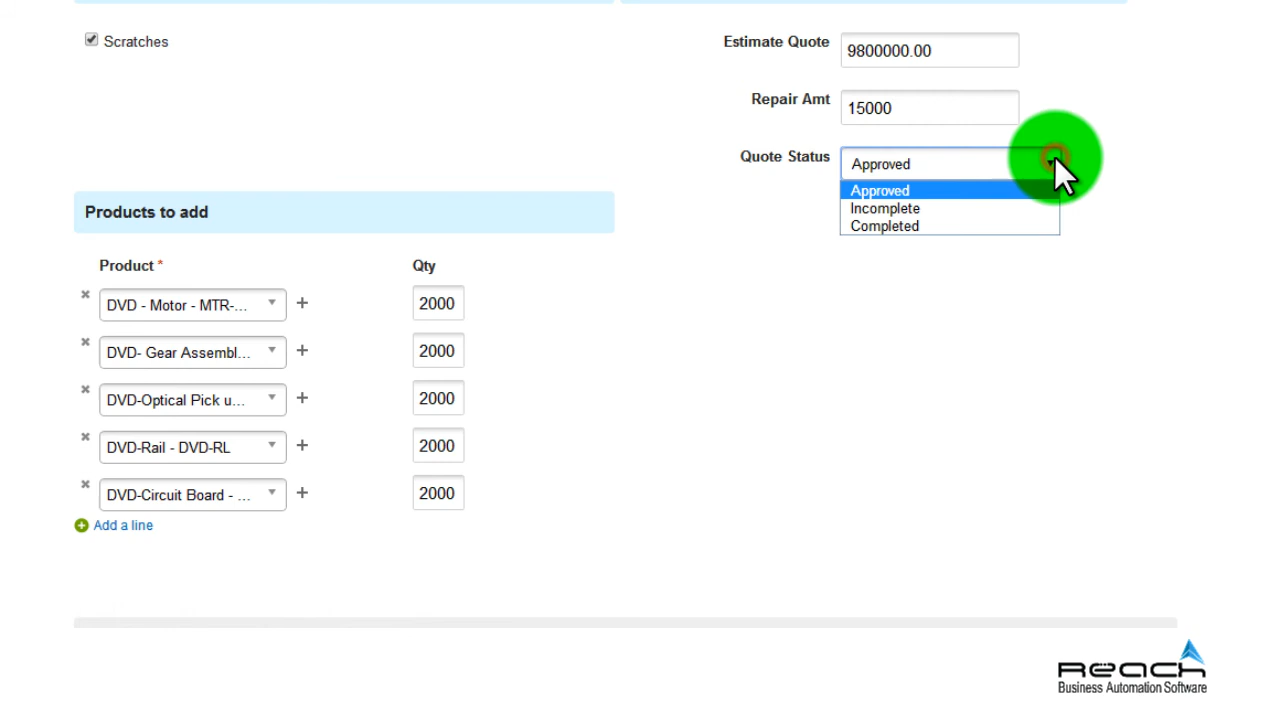 Scratches
Estimate Quote 9800000.00
Repair Amt 15000
Quote Status Approved
Approved
Incomplete
Completed
Products to add
Product * Qty
DVD - Motor - MTR-... 2000
DVD- Gear Assembl... 2000
DVD-Optical Pick u... 2000
DVD-Rail - DVD-RL 2000
DVD-Circuit Board - ... 2000
Add a line
Reach
Business Automation Software